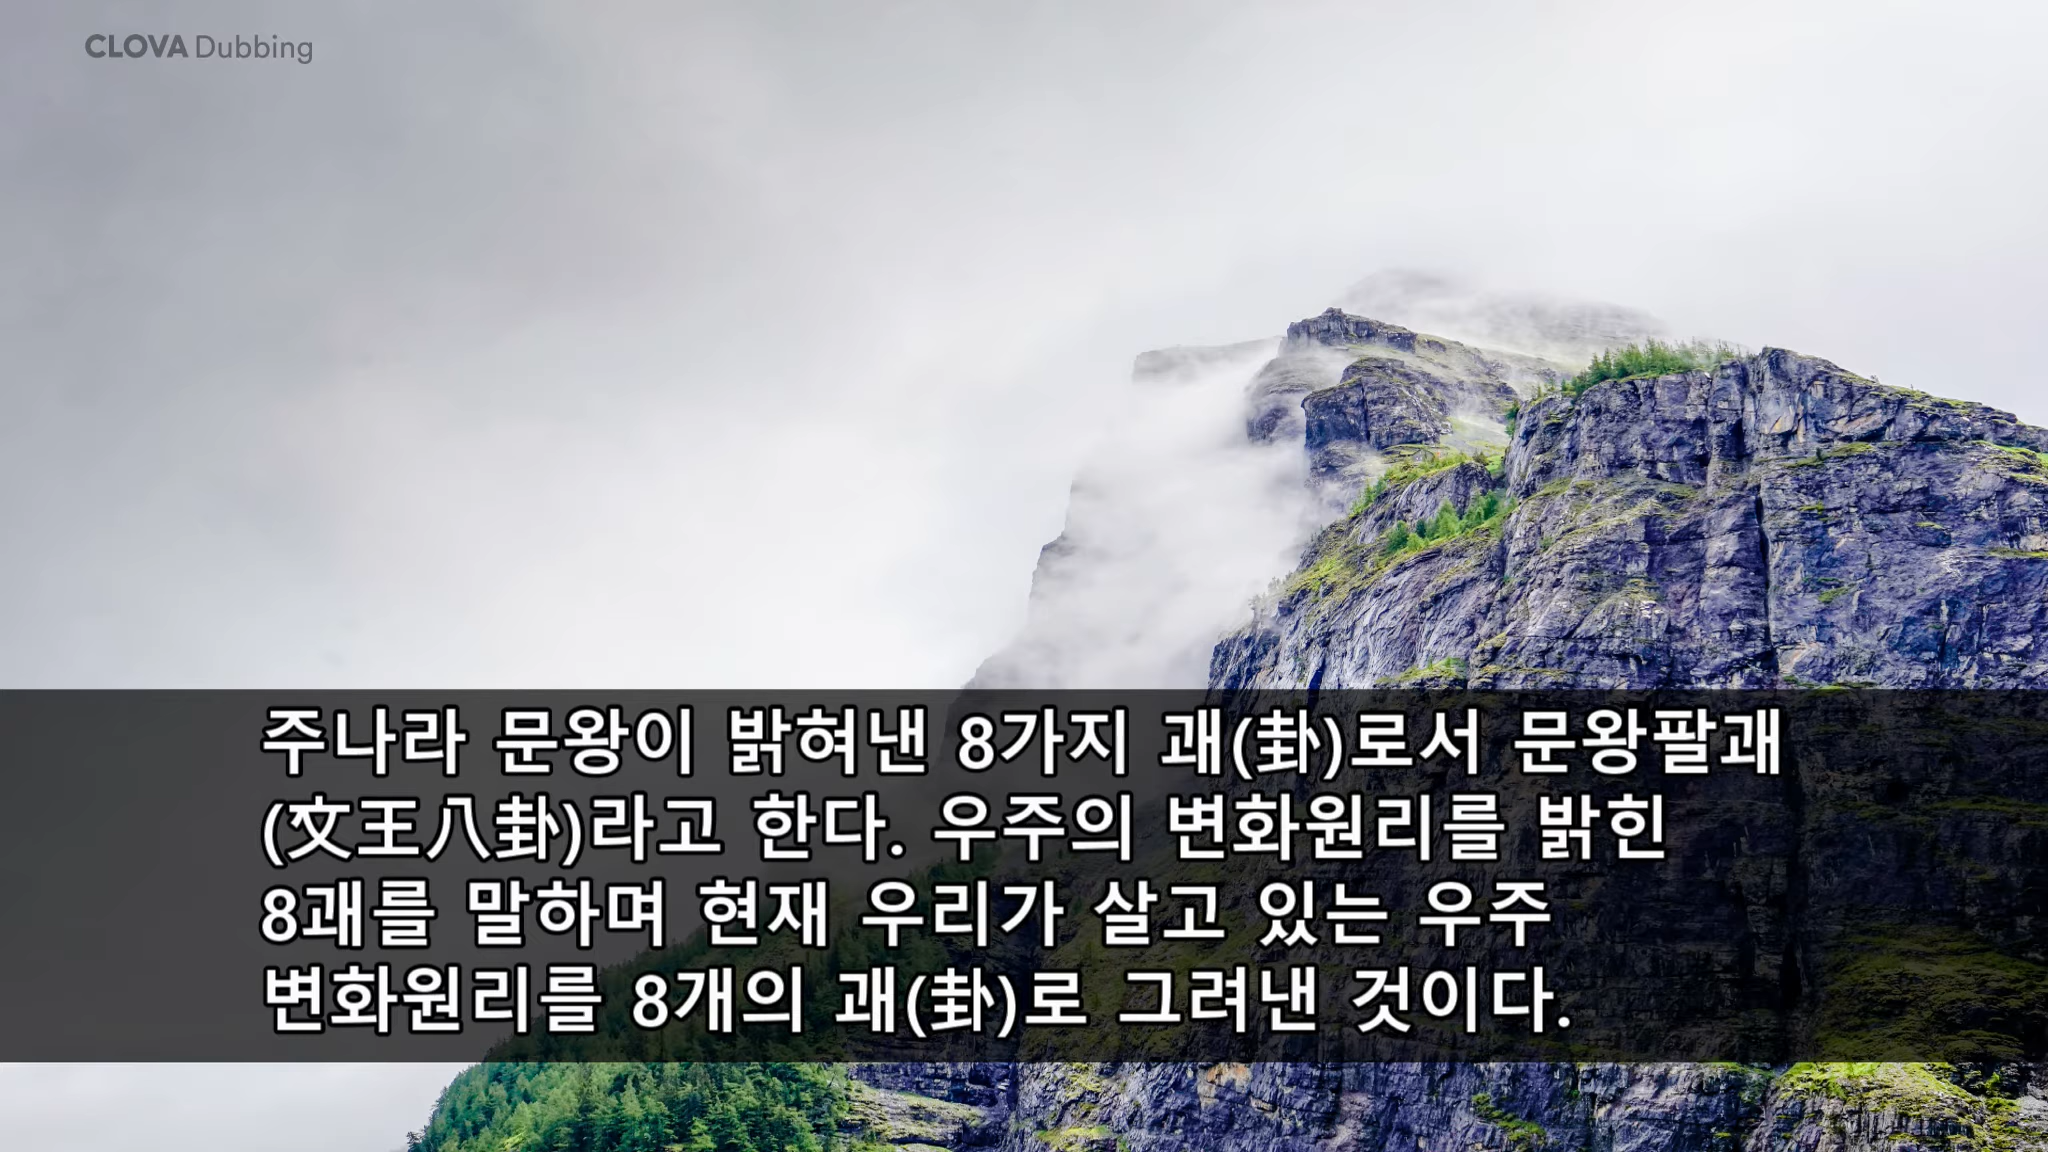 CLOVA Dubbing
주나라 문왕이 밝혀낸 8가지 괘(卦)로서 문왕팔괘
(文王八卦)라고 한다. 우주의 변화원리를 밝힌
8괘를 말하며 현재 우리가 살고 있는 우주
변화원리를 8개의 괘(卦)로 그려낸 것이다.